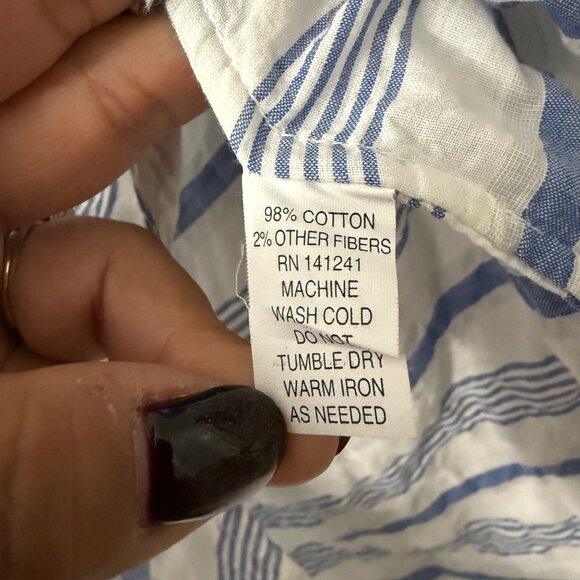 98% COTTON
2% OTHER FIBERS
RN 141241
MACHINE
WASH COLD
DO NOT
TUMBLE DRY
WARM IRON
AS NEEDED